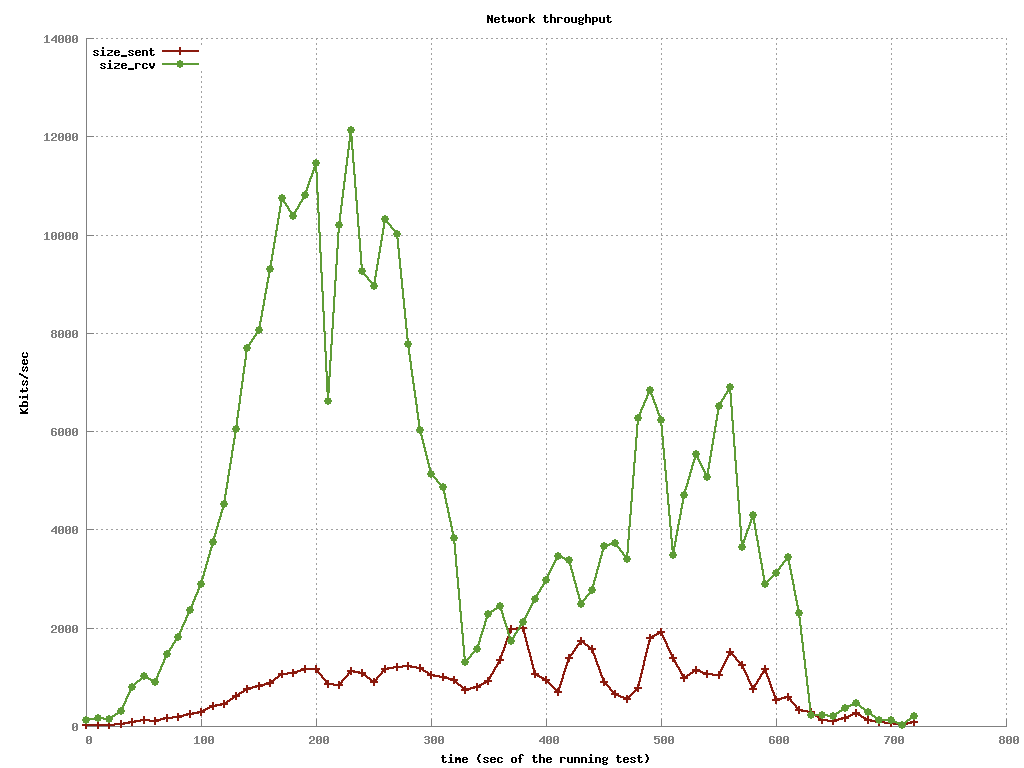 Network throughput
14000
size_sent
size_rcv
12000
10000
8000
Kbits/sec
6000
4000
2000
0
0 100 200 300 400 500 600 700 800
time (sec of the running test)